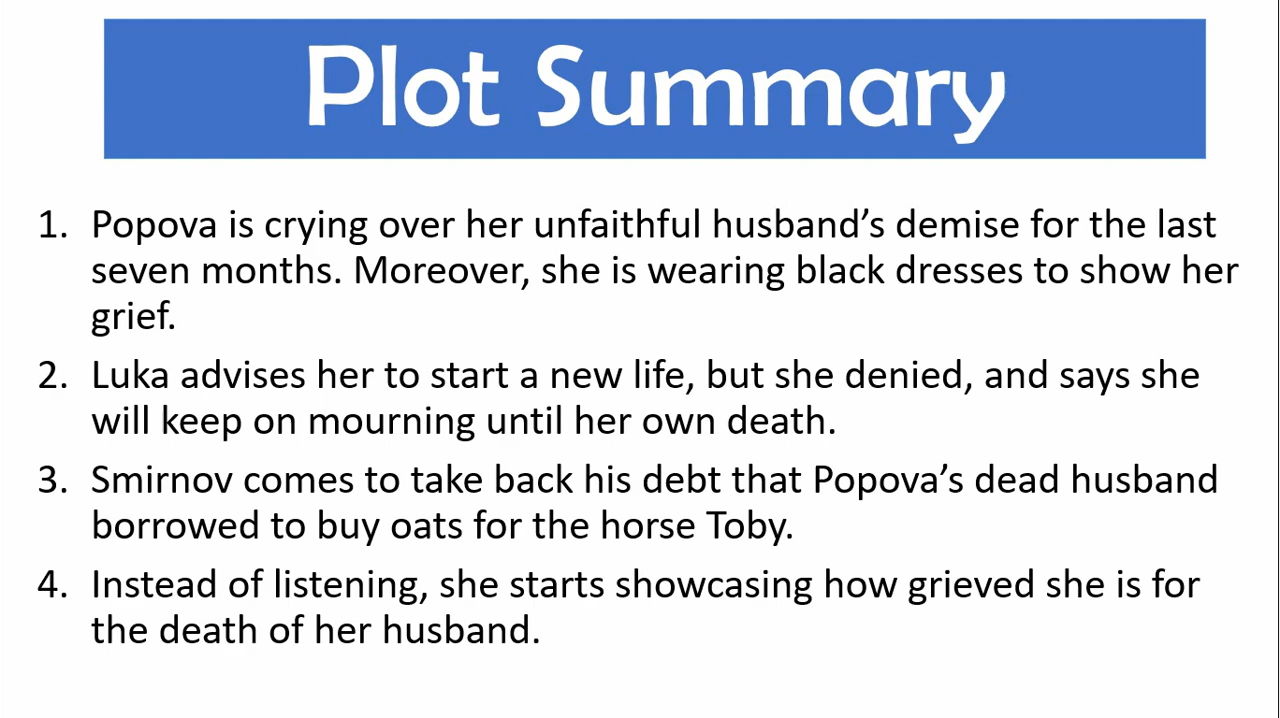 Plot Summary
1. Popova is crying over her unfaithful husband’s demise for the last
seven months. Moreover, she is wearing black dresses to show her
grief.
2. Luka advises her to start a new life, but she denied, and says she
will keep on mourning until her own death.
3. Smirnov comes to take back his debt that Popova’s dead husband
borrowed to buy oats for the horse Toby.
4. Instead of listening, she starts showcasing how grieved she is for
the death of her husband.